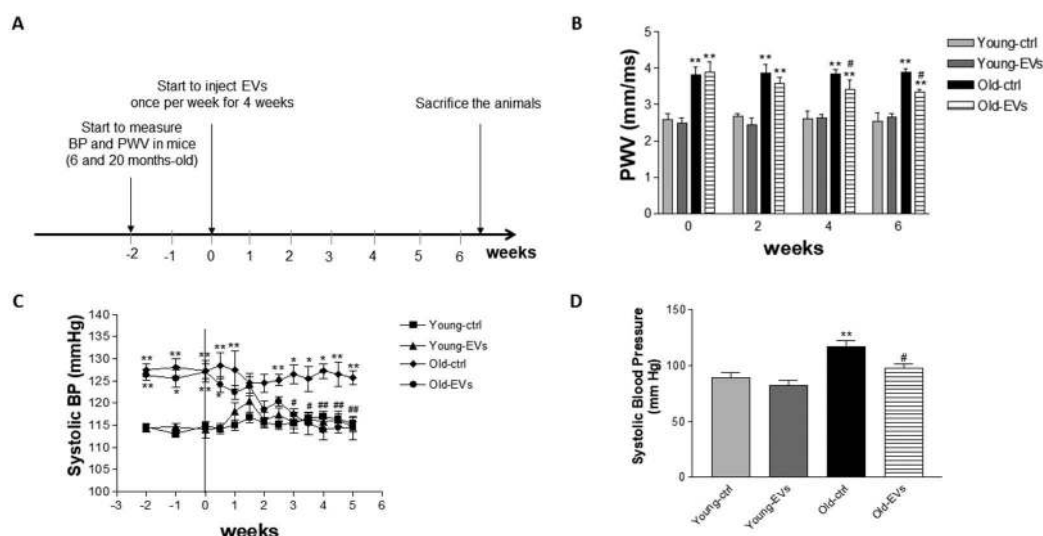 A
Start to inject EVs
once per week for 4 weeks
Sacrifice the animals
Start to measure
BP and PWV in mice
(6 and 20 months-old)
-2 -1 0 1 2 3 4 5 6 weeks
B
PWV (mm/ms)
5
4
3
2
1
0
** ** ** ** ** # ** ** # **
0 2 4 6
weeks
Young-ctrl
Young-EVs
Old-ctrl
Old-EVs
C
Systolic BP (mmHg)
140
135
130
125
120
115
110
105
100
** ** ** ** ** ** * * * ** **
** * ** *
# # ## ## ##
-3 -2 -1 0 1 2 3 4 5 6
weeks
Young-ctrl
Young-EVs
Old-ctrl
Old-EVs
D
Systolic Blood Pressure
(mm Hg)
150
100
50
0
**
#
Young-ctrl
Young-EVs
Old-ctrl
Old-EVs